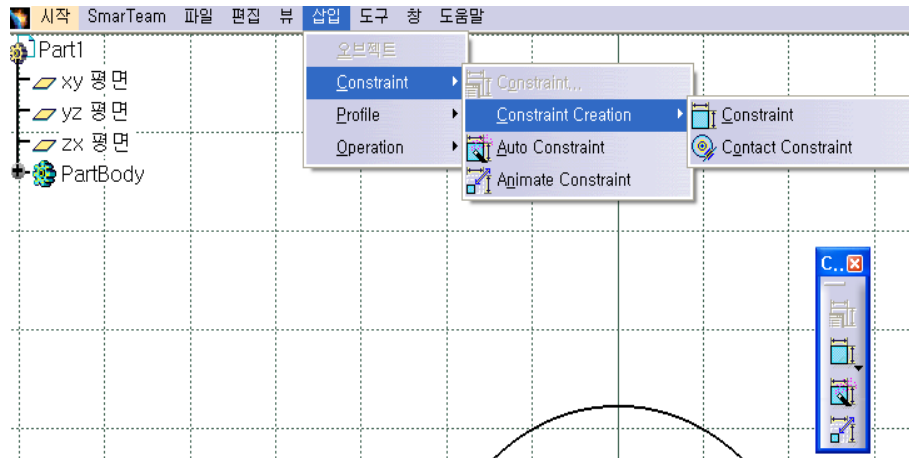 시작 SmarTeam 파일 편집 뷰 삽입 도구 창 도움말
Part1
xy 평면
yz 평면
zx 평면
PartBody
오브젝트
Constraint
Profile
Operation
Constraint...
Constraint Creation
Auto Constraint
Animate Constraint
Constraint
Contact Constraint
C..